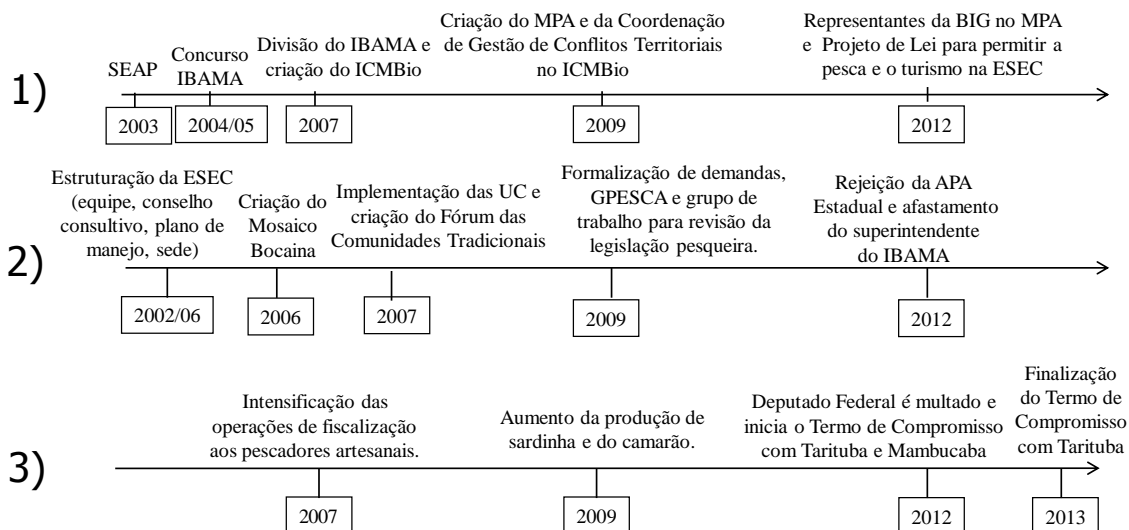 1)
SEAP
2003
Concurso
IBAMA
2004/05
Divisão do IBAMA e
criação do ICMBio
2007
Criação do MPA e da Coordenação
de Gestão de Conflitos Territoriais
no ICMBio
2009
Representantes da BIG no MPA
e Projeto de Lei para permitir a
pesca e o turismo na ESEC
2012
2)
Estruturação da ESEC
(equipe, conselho
consultivo, plano de
manejo, sede)
2002/06
Criação do
Mosaico
Bocaina
2006
Implementação das UC e
criação do Fórum das
Comunidades Tradicionais
2007
Formalização de demandas,
GPESCA e grupo de
trabalho para revisão da
legislação pesqueira.
2009
Rejeição da APA
Estadual e afastamento
do superintendente
do IBAMA
2012
3)
Intensificação das
operações de fiscalização
aos pescadores artesanais.
2007
Aumento da produção de
sardinha e do camarão.
2009
Deputado Federal é multado e
inicia o Termo de Compromisso
com Tarituba e Mambucaba
2012
Finalização
do Termo de
Compromisso
com Tarituba
2013